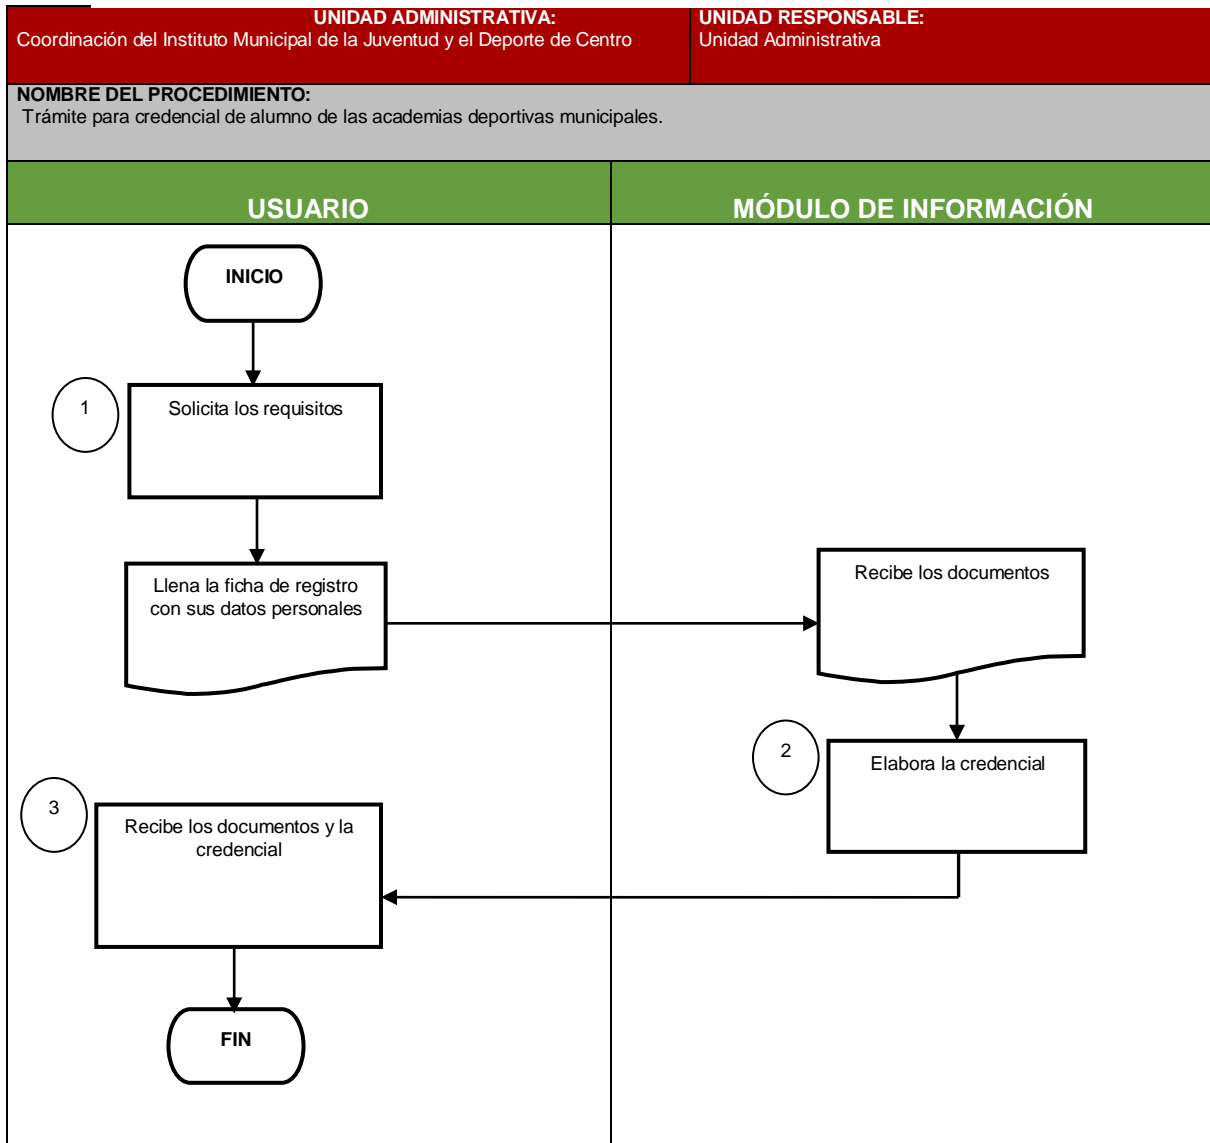 UNIDAD ADMINISTRATIVA:
Coordinación del Instituto Municipal de la Juventud y el Deporte de Centro
UNIDAD RESPONSABLE:
Unidad Administrativa
NOMBRE DEL PROCEDIMIENTO:
Trámite para credencial de alumno de las academias deportivas municipales.
USUARIO
MÓDULO DE INFORMACIÓN
INICIO
1
Solicita los requisitos
Llena la ficha de registro
con sus datos personales
Recibe los documentos
2
Elabora la credencial
3
Recibe los documentos y la
credencial
FIN